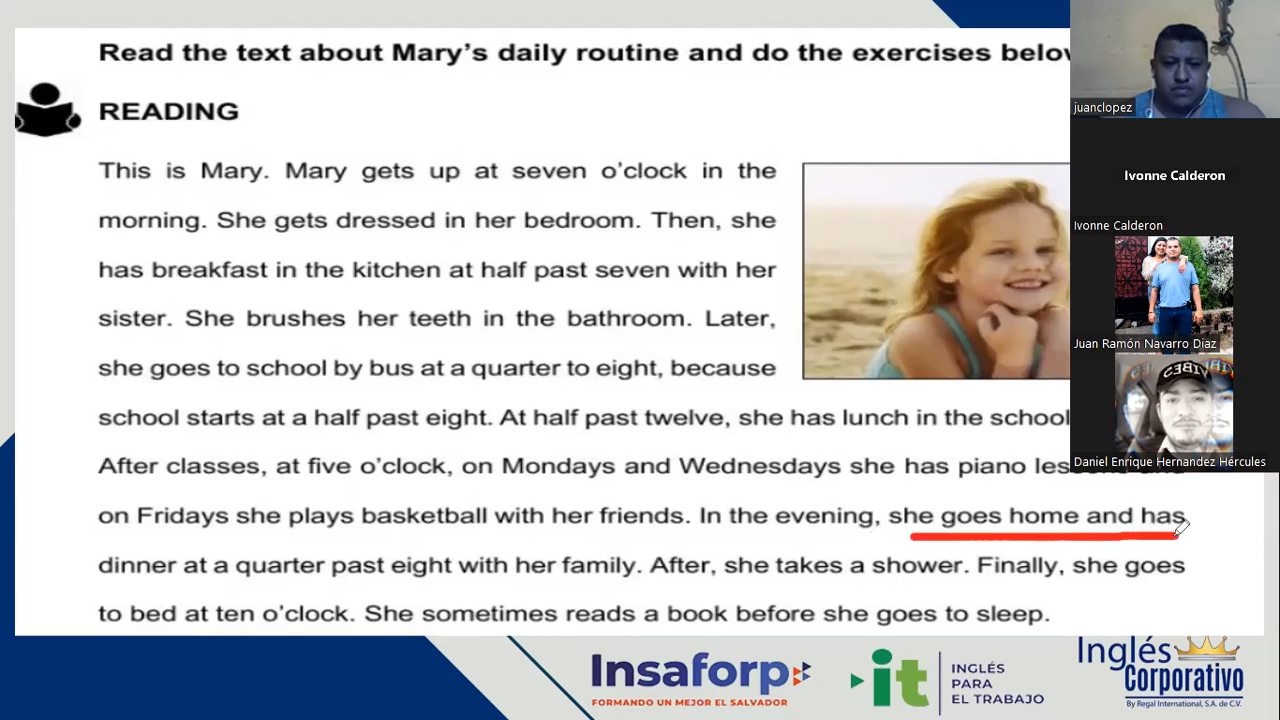 Read the text about Mary's daily routine and do the exercises
READING
This is Mary. Mary gets up at seven o'clock in the
morning. She gets dressed in her bedroom. Then, she
has breakfast in the kitchen at half past seven with her
sister. She brushes her teeth in the bathroom. Later,
she goes to school by bus at a quarter to eight, because
school starts at a half past eight. At half past twelve, she has lunch in the school
After classes, at five o'clock, on Mondays and Wednesdays she has piano
on Fridays she plays basketball with her friends. In the evening, she goes home and has
dinner at a quarter past eight with her family. After, she takes a shower. Finally, she goes
to bed at ten o'clock. She sometimes reads a book before she goes to sleep.
juanclopez
Ivonne Calderon
Ivonne Calderon
Juan Ramón Navarro Diaz
Daniel Enrique Hernandez Hércules
Insaforp
FORMANDO UN MEJOR EL SALVADOR
it
INGLÉS
PARA
EL TRABAJO
Inglés
Corporativo
By Regal International, S.A. de C.V.